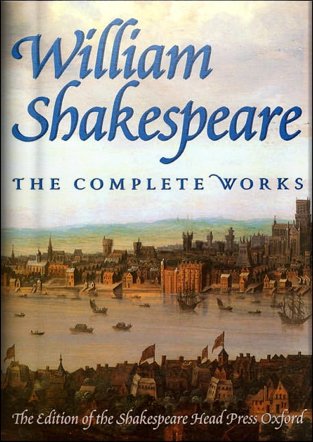 William
Shakespeare
THE COMPLETE WORKS
The Edition of the Shakespeare Head Press Oxford